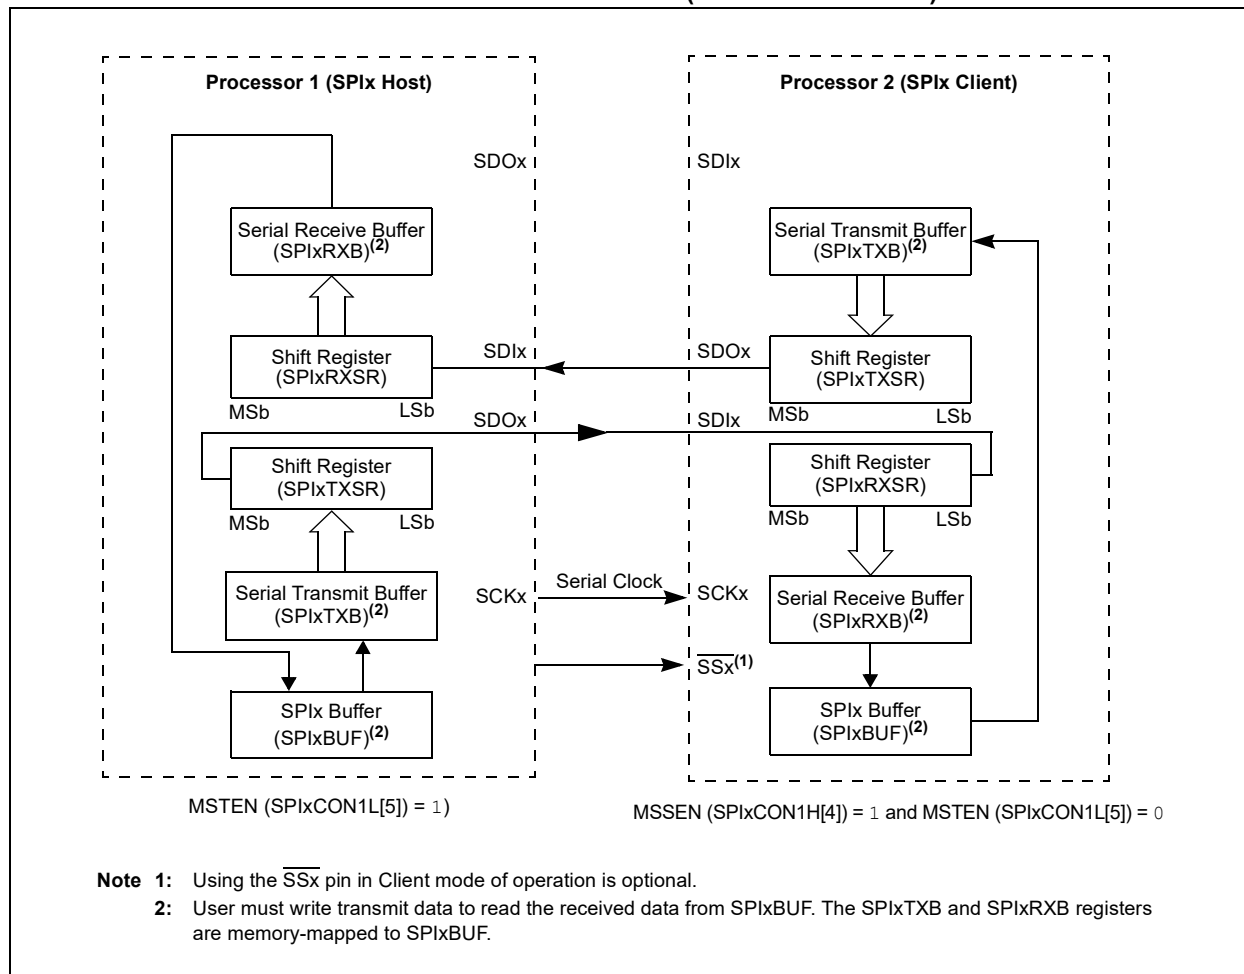 Processor 1 (SPIx Host)
SDOx
Serial Receive Buffer
(SPIxRXB)(2)
Shift Register
(SPIxRXSR)
MSb
LSb
SDIx
SDOx
Shift Register
(SPIxTXSR)
MSb
LSb
Serial Transmit Buffer
(SPIxTXB)(2)
SCKx
Serial Clock
SPIx Buffer
(SPIxBUF)(2)
MSTEN (SPIxCON1L[5]) = 1)
Processor 2 (SPIx Client)
SDIx
Serial Transmit Buffer
(SPIxTXB)(2)
SDOx
Shift Register
(SPIxTXSR)
MSb
LSb
SDIx
Shift Register
(SPIxRXSR)
MSb
LSb
SCKx
Serial Receive Buffer
(SPIxRXB)(2)
SSx(1)
SPIx Buffer
(SPIxBUF)(2)
MSSEN (SPIxCON1H[4]) = 1 and MSTEN (SPIxCON1L[5]) = 0
Note 1: Using the SSx pin in Client mode of operation is optional.
2: User must write transmit data to read the received data from SPIxBUF. The SPIxTXB and SPIxRXB registers
are memory-mapped to SPIxBUF.